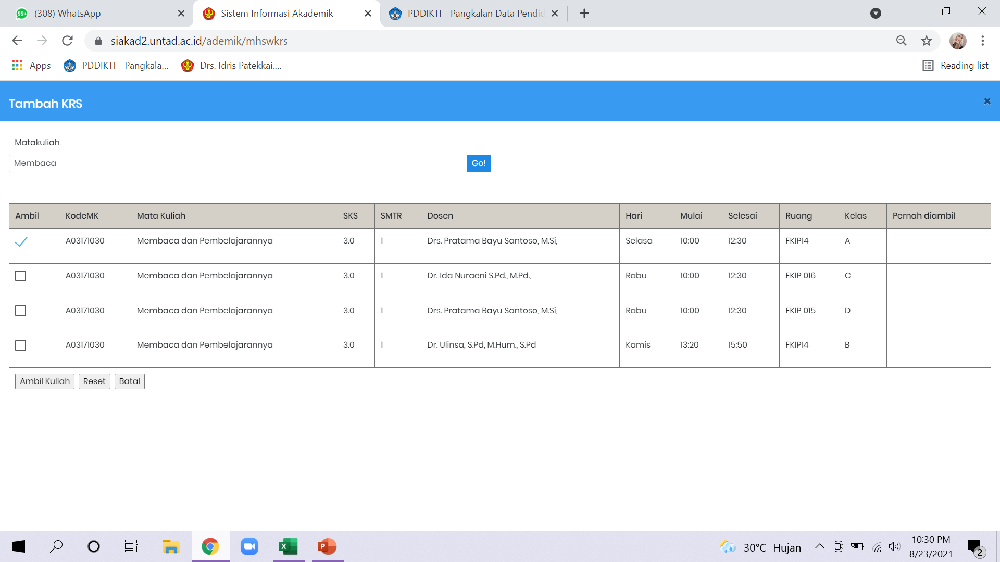 99+ (308) WhatsApp
Sistem Informasi Akademik
PDDIKTI - Pangkalan Data Pendid
siakad2.untad.ac.id/ademik/mhswkrs
Apps
PDDIKTI - Pangkala...
Drs. Idris Patekkai,...
Reading list
Tambah KRS
Matakuliah
Membaca Go!
Ambil KodeMK Mata Kuliah SKS SMTR Dosen Hari Mulai Selesai Ruang Kelas Pernah diambil
A03171030 Membaca dan Pembelajarannya 3.0 1 Drs. Pratama Bayu Santoso, M.Si, Selasa 10:00 12:30 FKIP14 A
A03171030 Membaca dan Pembelajarannya 3.0 1 Dr. Ida Nuraeni S.Pd., M.Pd., Rabu 10:00 12:30 FKIP 016 C
A03171030 Membaca dan Pembelajarannya 3.0 1 Drs. Pratama Bayu Santoso, M.Si, Rabu 10:00 12:30 FKIP 015 D
A03171030 Membaca dan Pembelajarannya 3.0 1 Dr. Ulinsa, S.Pd, M.Hum., S.Pd Kamis 13:20 15:50 FKIP14 B
Ambil Kuliah Reset Batal
30°C Hujan
10:30 PM
8/23/2021
2